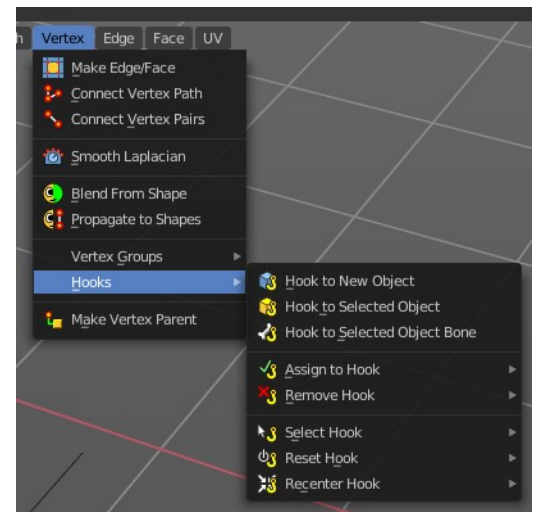 h Vertex Edge Face UV
Make Edge/Face
Connect Vertex Path
Connect Vertex Pairs
Smooth Laplacian
Blend From Shape
Propagate to Shapes
Vertex Groups
Hooks
Make Vertex Parent
Hook to New Object
Hook to Selected Object
Hook to Selected Object Bone
Assign to Hook
Remove Hook
Select Hook
Reset Hook
Recenter Hook